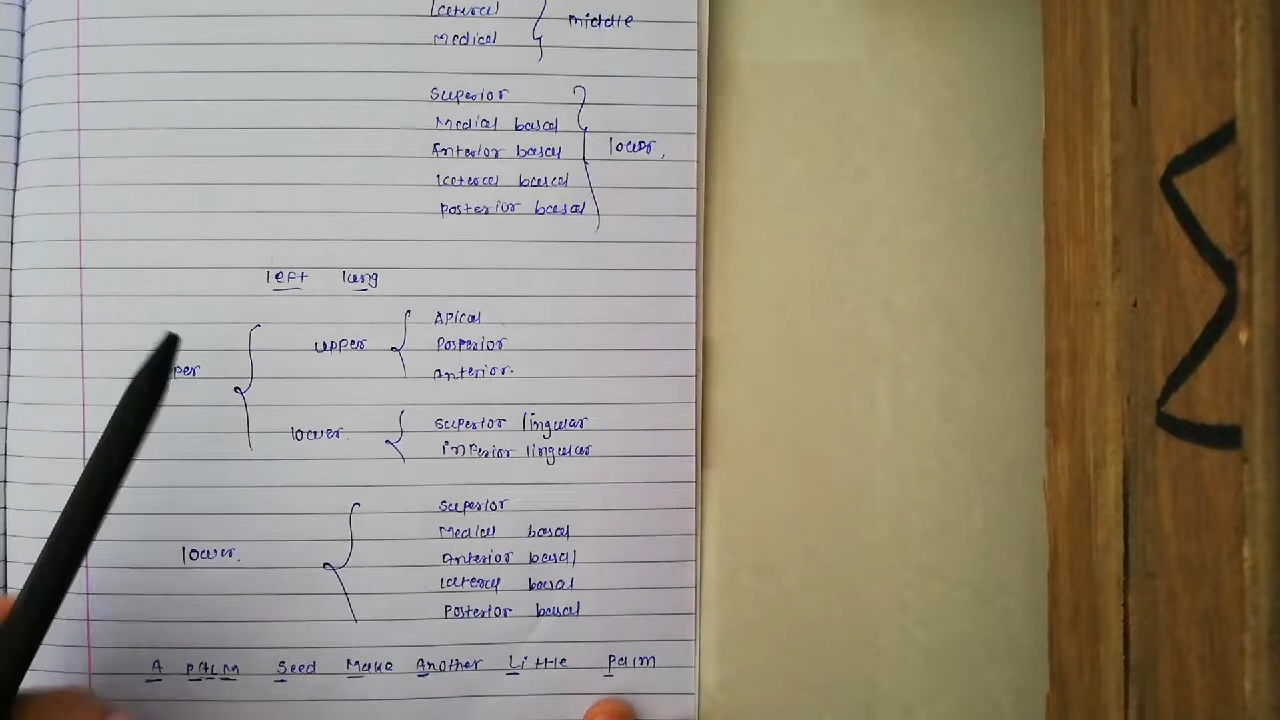 Lateral
Medical
middle
Superior
Medial basal
Anterior basal
lower,
lateral basal
posterior basal
left lung
Apical
upper
Posperior
anterior.
per
superior lingular
lower.
inferior lingular
superior
Medial basal
lower.
anterior basal
lateral basal
Posterior basal
A PALM Seed Make Another Little Palm